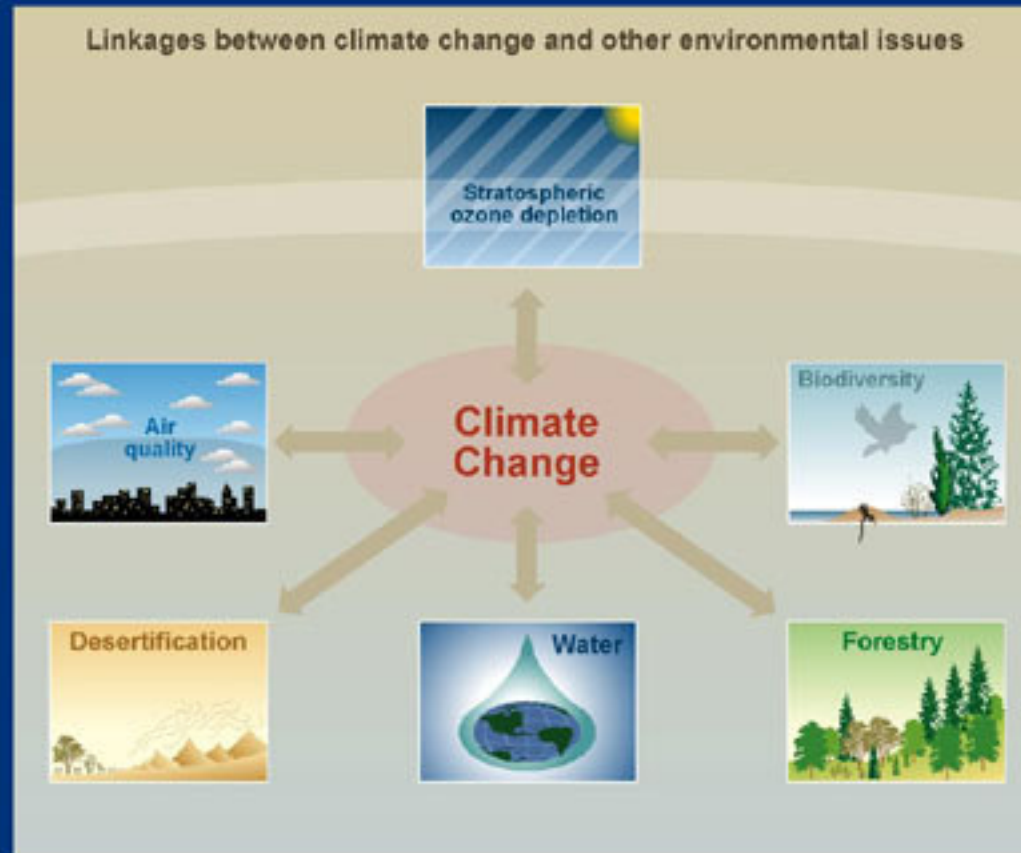 Linkages between climate change and other environmental issues
Stratospheric
ozone depletion
Air
quality
Climate
Change
Biodiversity
Desertification
Water
Forestry